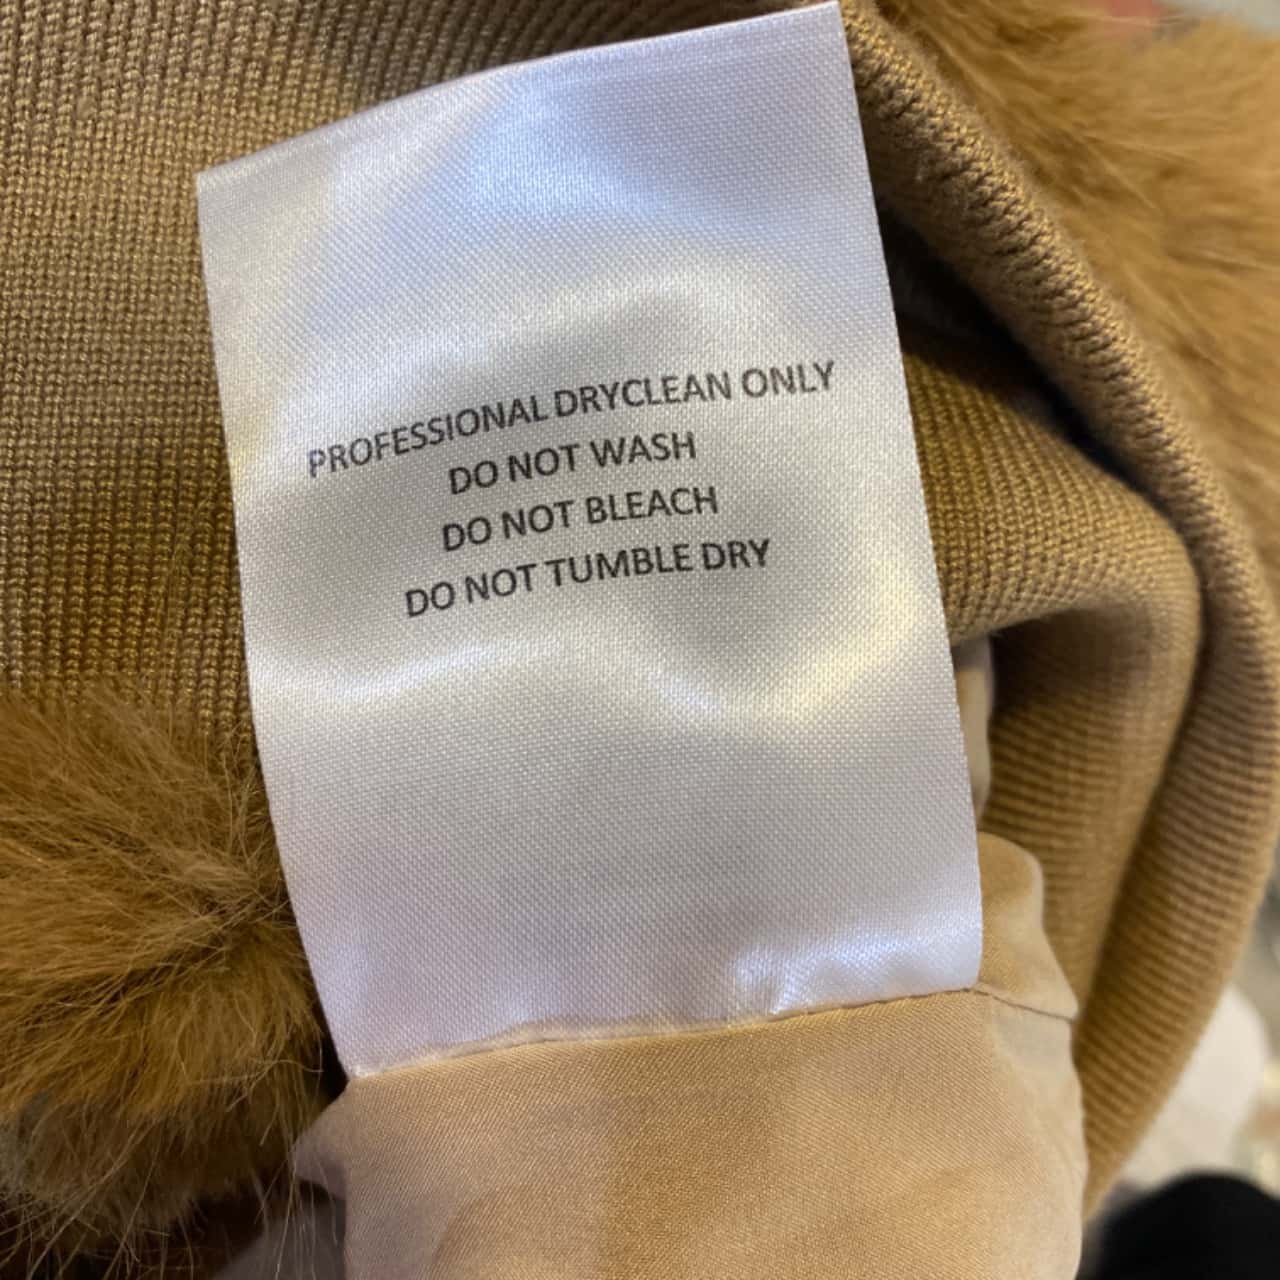 PROFESSIONAL DRYCLEAN ONLY
DO NOT WASH
DO NOT BLEACH
DO NOT TUMBLE DRY